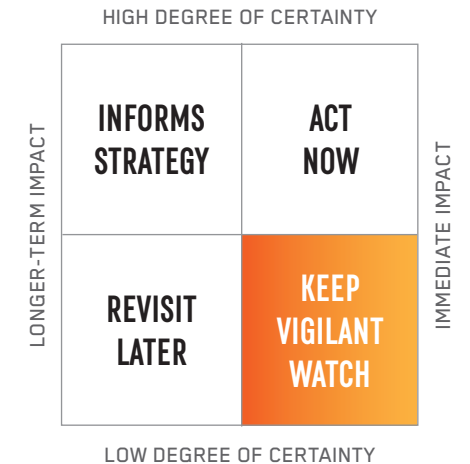 HIGH DEGREE OF CERTAINTY
LONGER-TERM IMPACT
INFORMS
STRATEGY
ACT
NOW
IMMEDIATE IMPACT
REVISIT
LATER
KEEP
VIGILANT
WATCH
LOW DEGREE OF CERTAINTY